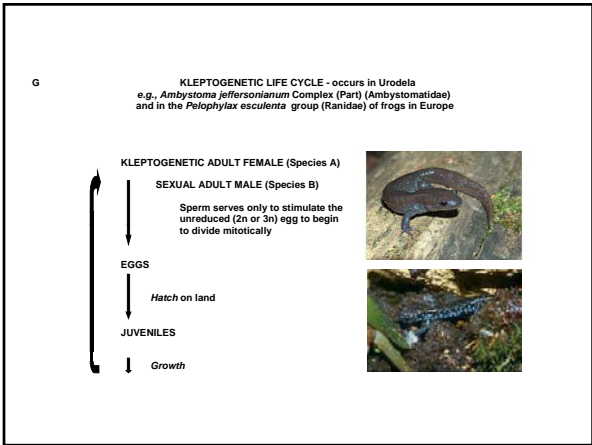 G
KLEPTOGENETIC LIFE CYCLE - occurs in Urodela
e.g., Ambystoma jeffersonianum Complex (Part) (Ambystomatidae)
and in the Pelophylax esculenta group (Ranidae) of frogs in Europe
KLEPTOGENETIC ADULT FEMALE (Species A)
SEXUAL ADULT MALE (Species B)
Sperm serves only to stimulate the
unreduced (2n or 3n) egg to begin
to divide mitotically
EGGS
Hatch on land
JUVENILES
Growth